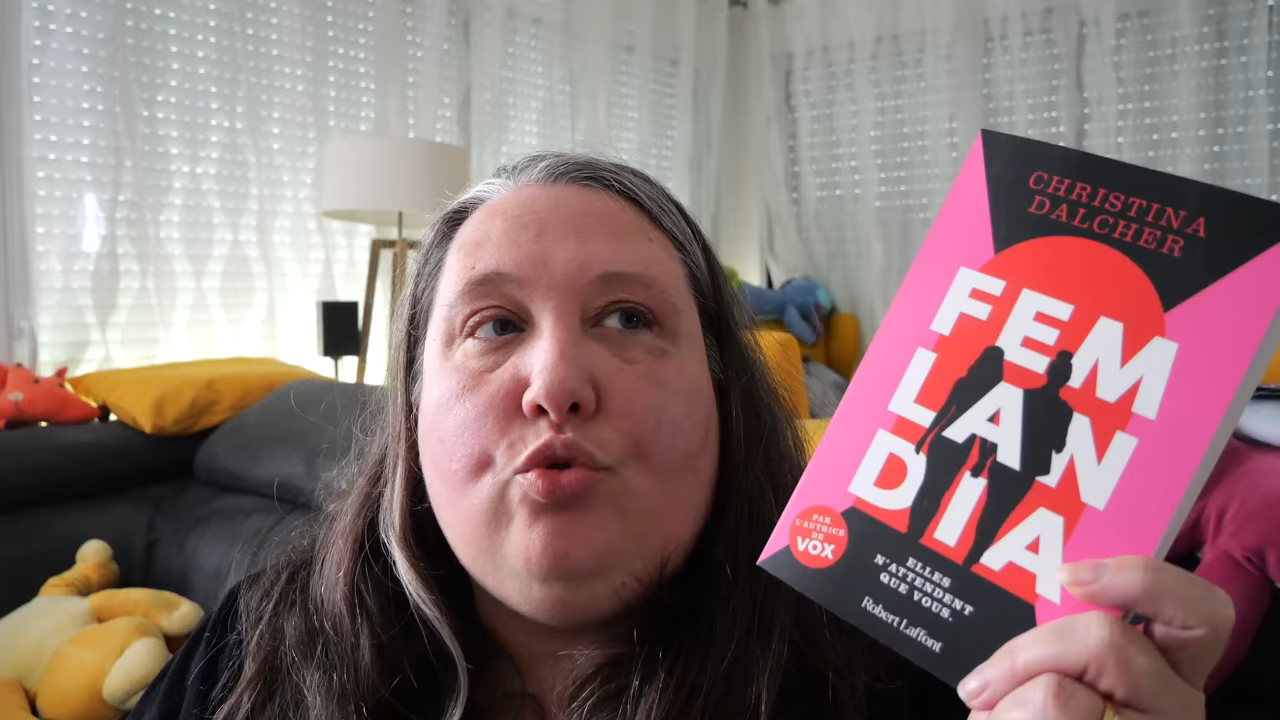 CHRISTINA
DALCHER
FEM
LAN
DIA
PAR
L'AUTRICE
DE
VOX
ELLES
N'ATTENDENT
QUE VOUS.
Robert Laffont